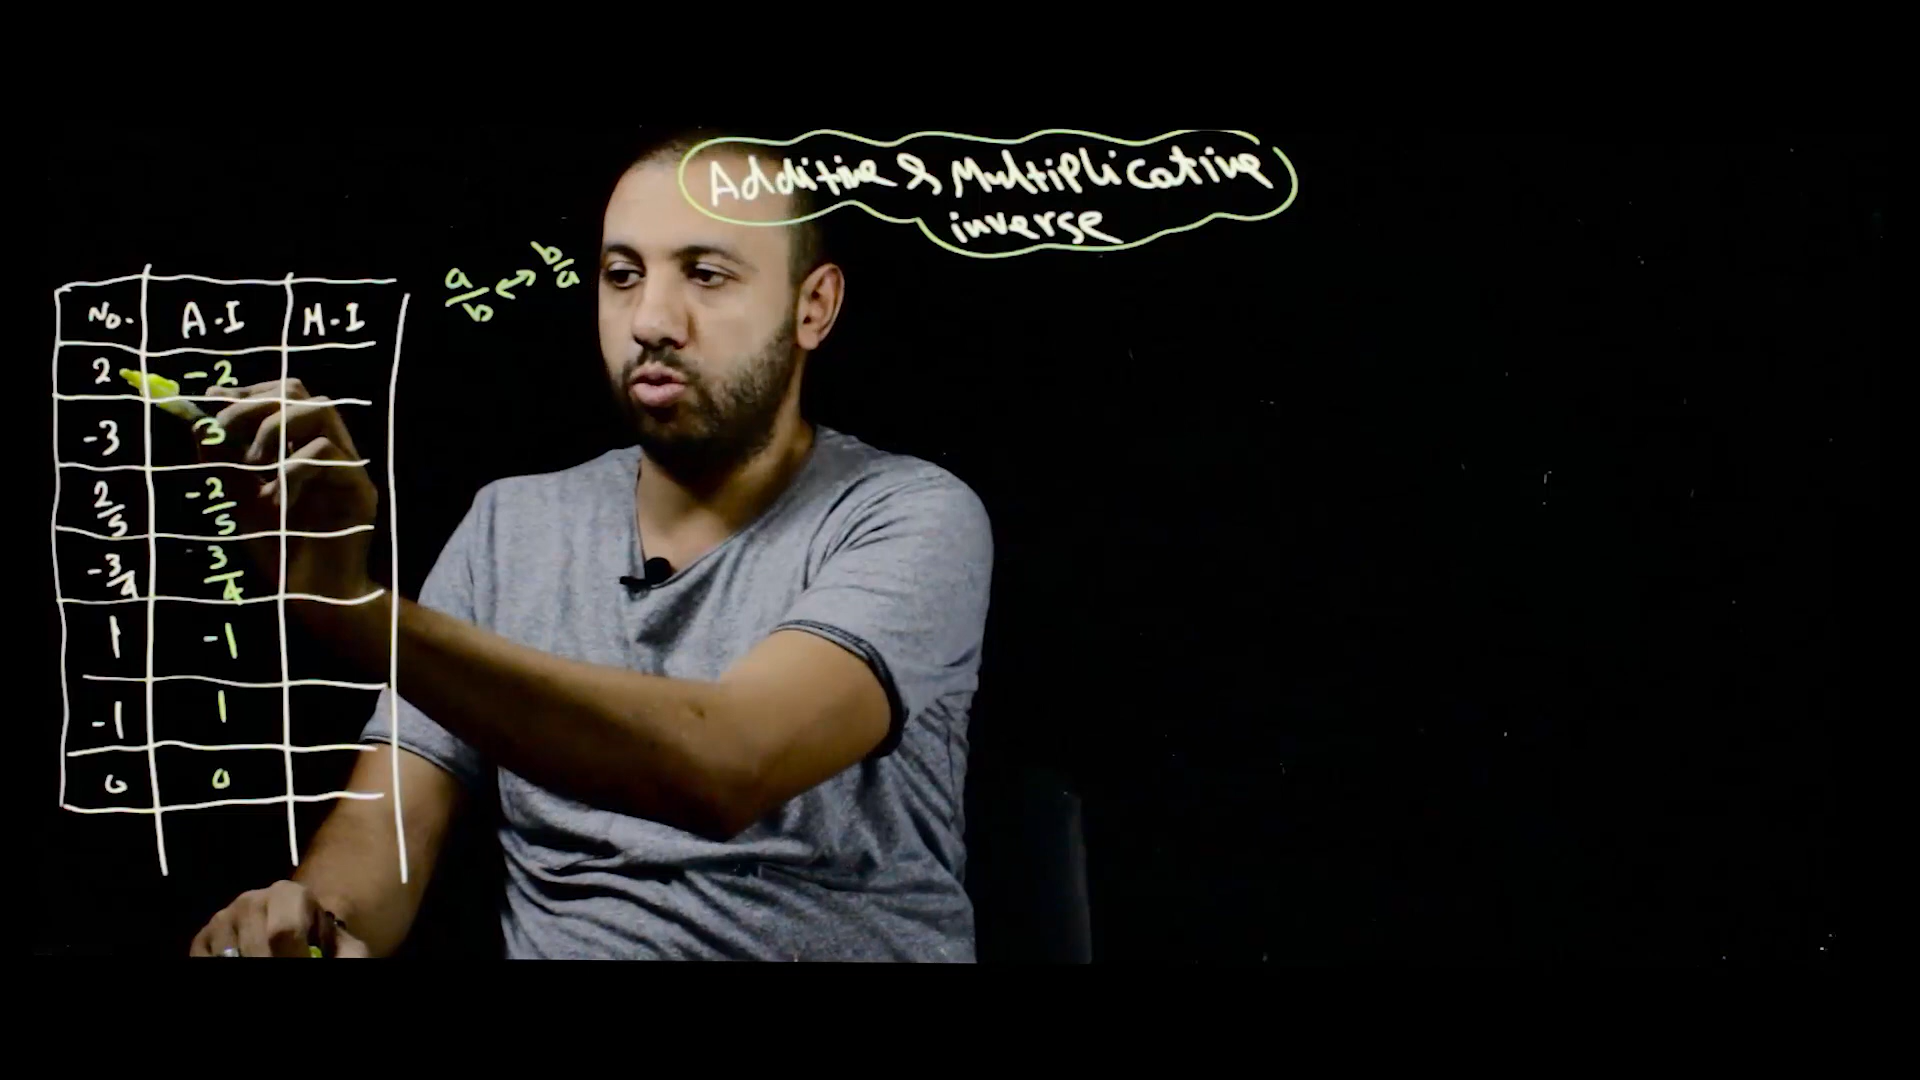 Additive & Multiplicative
inverse
a/b ↔ b/a
No. A.I M.I
2 -2
-3 3
2/5 -2/5
-3/4 3/4
1 -1
-1 1
0 0